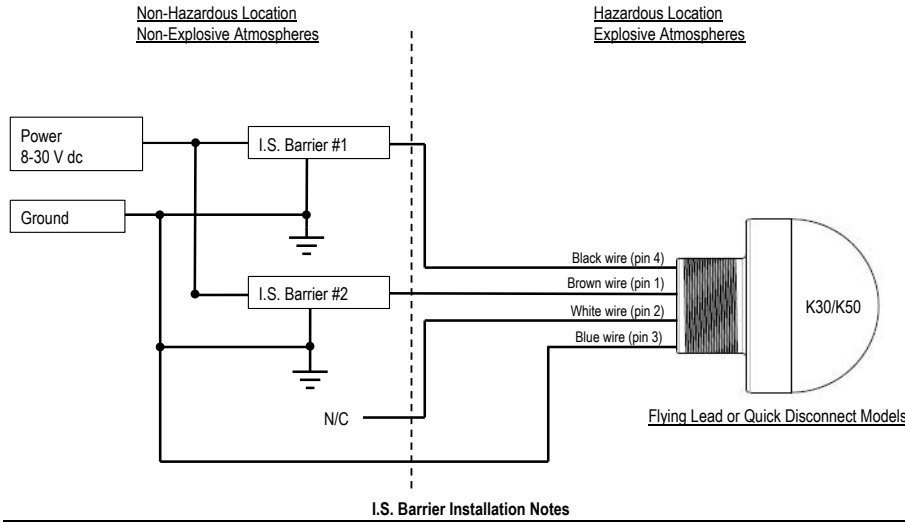 Non-Hazardous Location
Non-Explosive Atmospheres
Hazardous Location
Explosive Atmospheres
Power
8-30 V dc
I.S. Barrier #1
Ground
I.S. Barrier #2
Black wire (pin 4)
Brown wire (pin 1)
White wire (pin 2)
Blue wire (pin 3)
K30/K50
N/C
Flying Lead or Quick Disconnect Models
I.S. Barrier Installation Notes